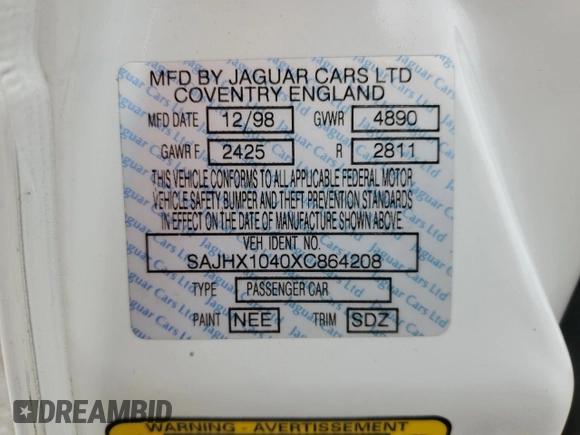 MFD BY JAGUAR CARS LTD
COVENTRY ENGLAND
MFD DATE 12/98 GVWR 4890
GAWR F 2425 R 2811
THIS VEHICLE CONFORMS TO ALL APPLICABLE FEDERAL MOTOR
VEHICLE SAFETY BUMPER AND THEFT PREVENTION STANDARDS
IN EFFECT ON THE DATE OF MANUFACTURE SHOWN ABOVE
VEH IDENT NO.
SAJHX1040XC864208
TYPE PASSENGER CAR
PAINT NEE TRIM SDZ
WARNING - AVERTISSEMENT
DREAMBID